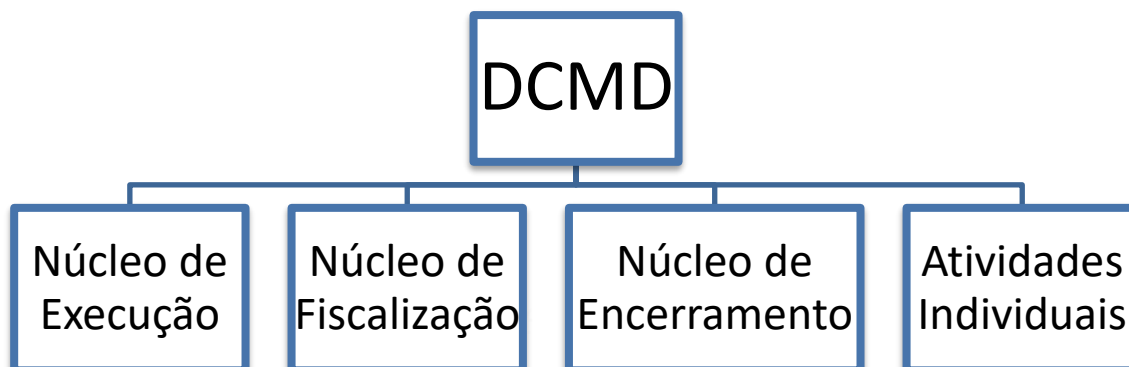 DCMD
Núcleo de
Execução
Núcleo de
Fiscalização
Núcleo de
Encerramento
Atividades
Individuais